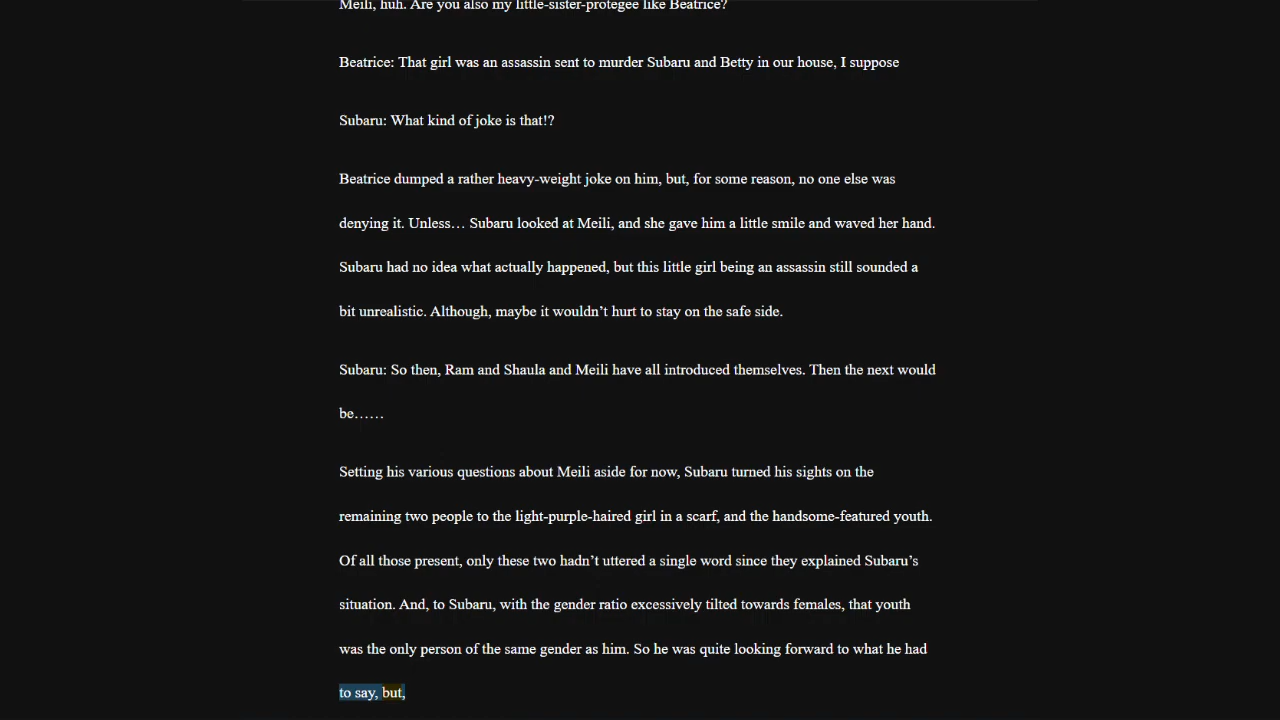 Meili, huh. Are you also my little-sister-protegee like Beatrice?
Beatrice: That girl was an assassin sent to murder Subaru and Betty in our house, I suppose
Subaru: What kind of joke is that!?
Beatrice dumped a rather heavy-weight joke on him, but, for some reason, no one else was
denying it. Unless… Subaru looked at Meili, and she gave him a little smile and waved her hand.
Subaru had no idea what actually happened, but this little girl being an assassin still sounded a
bit unrealistic. Although, maybe it wouldn’t hurt to stay on the safe side.
Subaru: So then, Ram and Shaula and Meili have all introduced themselves. Then the next would
be……
Setting his various questions about Meili aside for now, Subaru turned his sights on the
remaining two people to the light-purple-haired girl in a scarf, and the handsome-featured youth.
Of all those present, only these two hadn’t uttered a single word since they explained Subaru’s
situation. And, to Subaru, with the gender ratio excessively tilted towards females, that youth
was the only person of the same gender as him. So he was quite looking forward to what he had
to say, but,